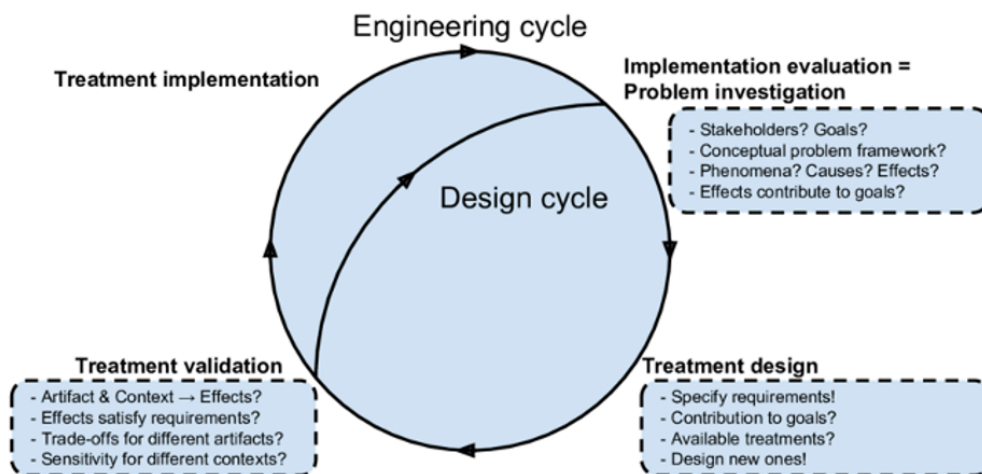 Engineering cycle
Treatment implementation
Implementation evaluation =
Problem investigation
- Stakeholders? Goals?
- Conceptual problem framework?
- Phenomena? Causes? Effects?
- Effects contribute to goals?
Design cycle
Treatment validation
- Artifact & Context → Effects?
- Effects satisfy requirements?
- Trade-offs for different artifacts?
- Sensitivity for different contexts?
Treatment design
- Specify requirements!
- Contribution to goals?
- Available treatments?
- Design new ones!